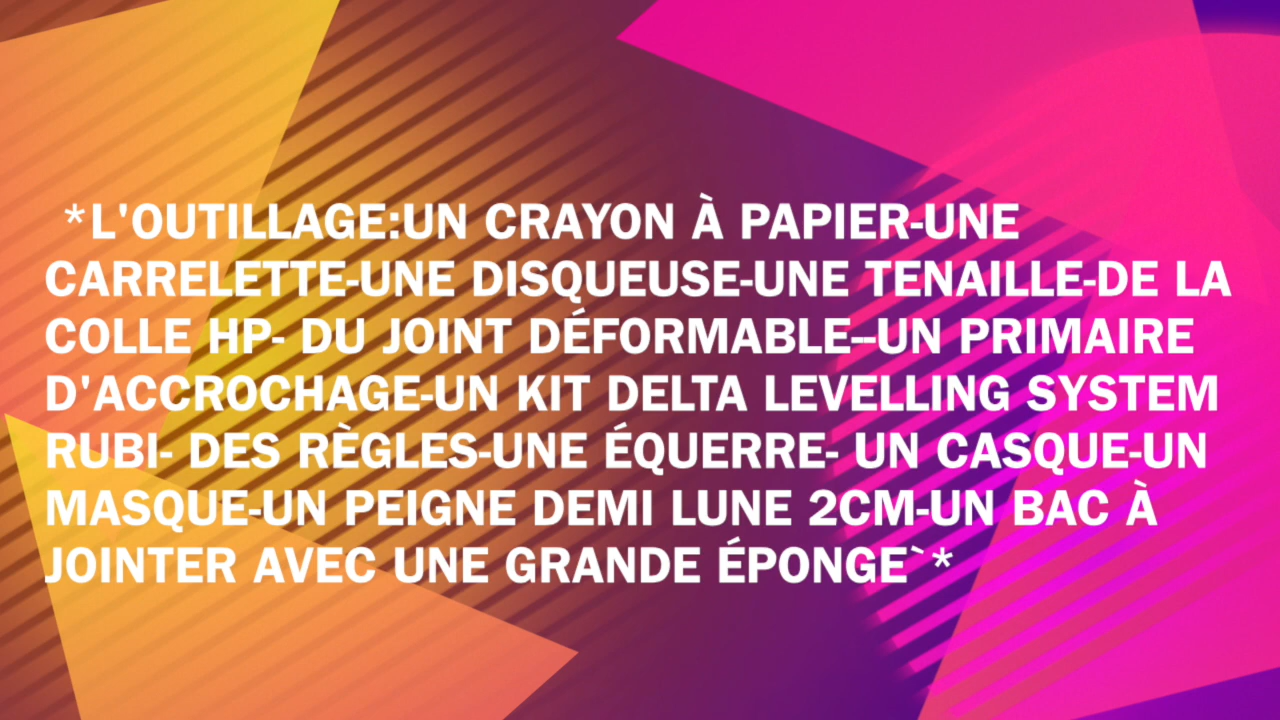 *L'OUTILLAGE:UN CRAYON À PAPIER-UNE
CARRELETTE-UNE DISQUEUSE-UNE TENAILLE-DE LA
COLLE HP- DU JOINT DÉFORMABLE--UN PRIMAIRE
D'ACCROCHAGE-UN KIT DELTA LEVELLING SYSTEM
RUBI- DES RÈGLES-UNE ÉQUERRE- UN CASQUE-UN
MASQUE-UN PEIGNE DEMI LUNE 2CM-UN BAC À
JOINTER AVEC UNE GRANDE ÉPONGE`*